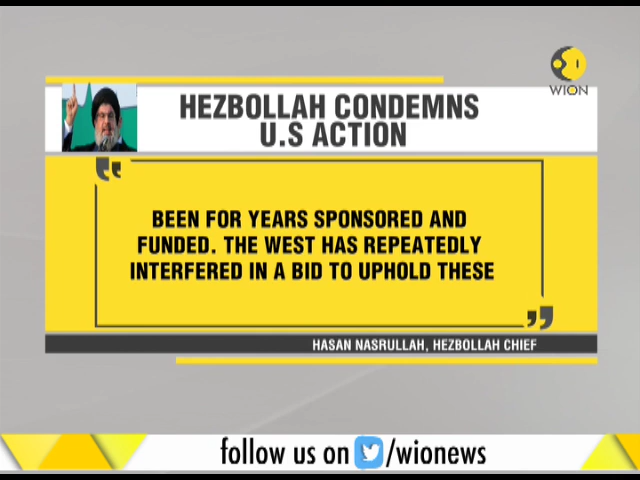 WION
HEZBOLLAH CONDEMNS
U.S ACTION
BEEN FOR YEARS SPONSORED AND
FUNDED. THE WEST HAS REPEATEDLY
INTERFERED IN A BID TO UPHOLD THESE
HASAN NASRULLAH, HEZBOLLAH CHIEF
follow us on /wionews